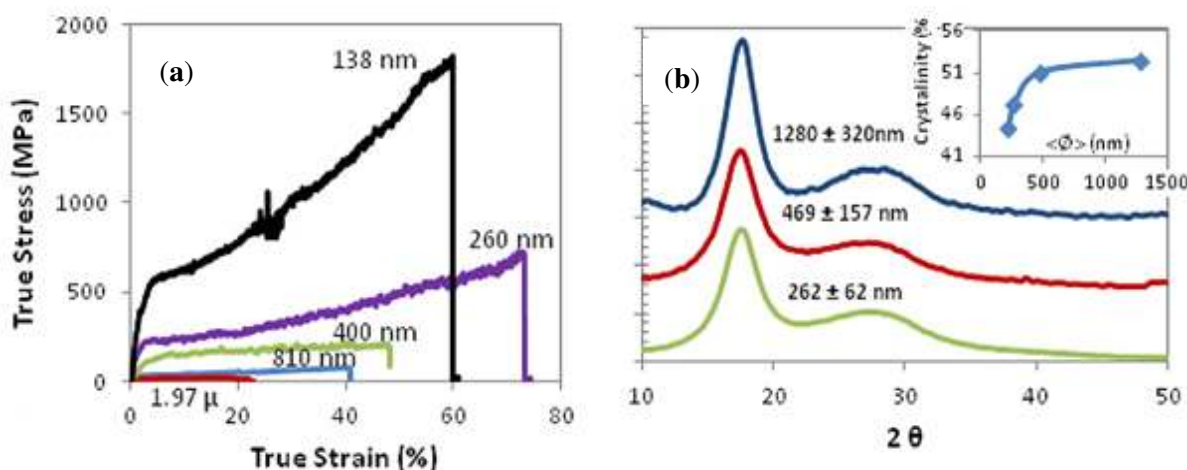 (a)
True Stress (MPa)
2000
1500
1000
500
0
138 nm
260 nm
400 nm
810 nm
1.97 µ
0 20 40 60 80
True Strain (%)
(b)
1280 ± 320nm
469 ± 157 nm
262 ± 62 nm
10 20 30 40 50
2 θ
Crystalinity (%
56
51
46
41
<Ø> (nm)
0 500 1000 1500